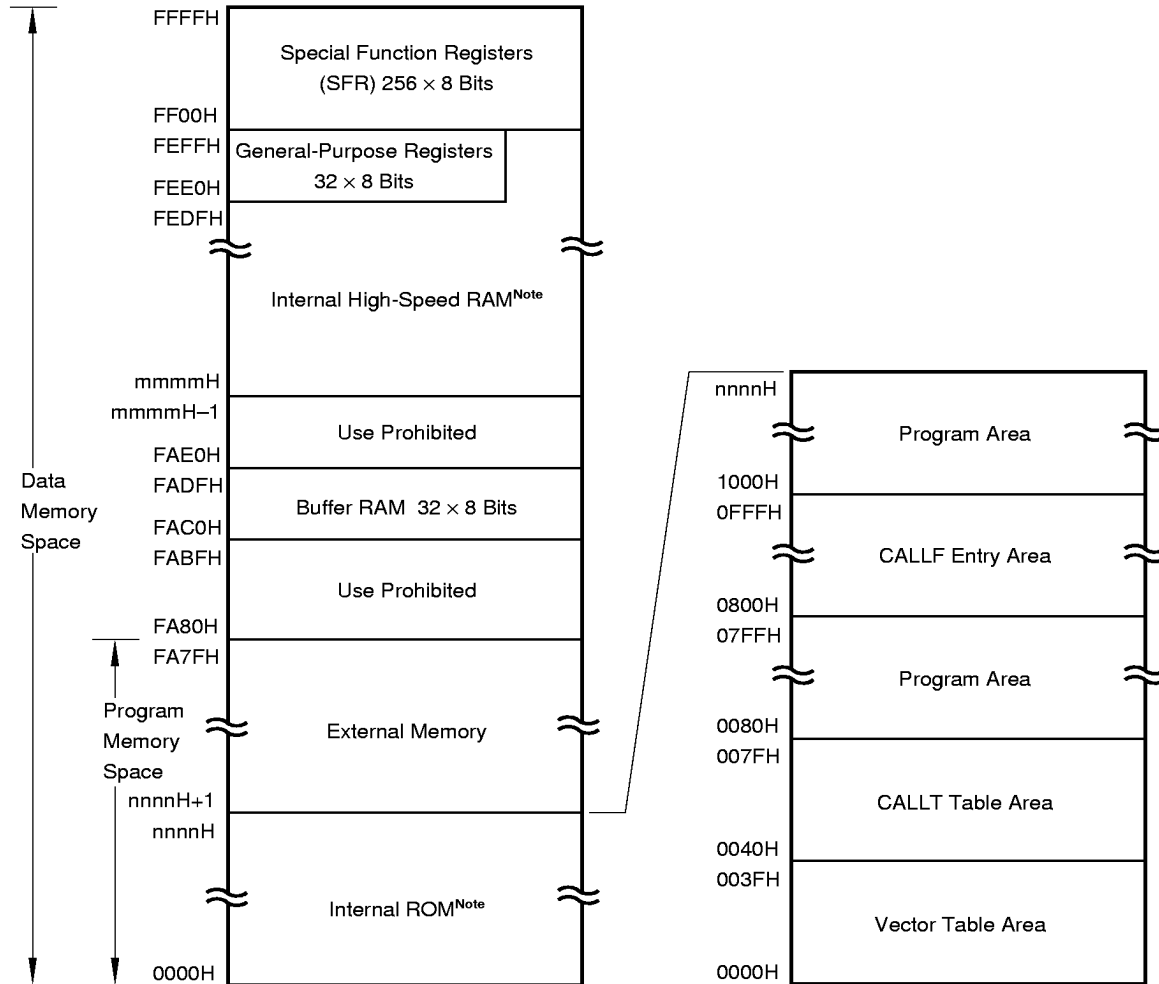 FFFFH
Special Function Registers
(SFR) 256 × 8 Bits
FF00H
FEFFH
General-Purpose Registers
32 × 8 Bits
FEE0H
FEDFH
Internal High-Speed RAMNote
mmmmH
mmmmH–1
Use Prohibited
FAE0H
FADFH
Buffer RAM 32 × 8 Bits
FAC0H
FABFH
Use Prohibited
FA80H
FA7FH
External Memory
nnnnH+1
nnnnH
Internal ROMNote
0000H
Data
Memory
Space
Program
Memory
Space
nnnnH
Program Area
1000H
0FFFH
CALLF Entry Area
0800H
07FFH
Program Area
0080H
007FH
CALLT Table Area
0040H
003FH
Vector Table Area
0000H